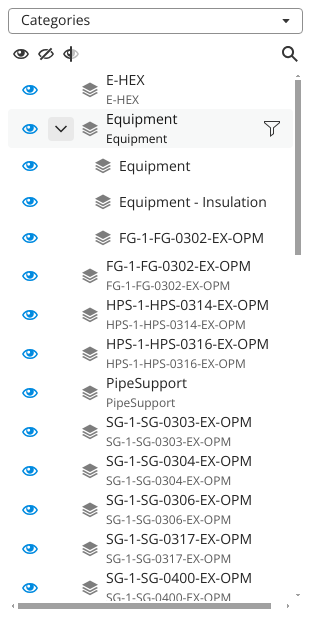 Categories
E-HEX
E-HEX
Equipment
Equipment
Equipment
Equipment - Insulation
FG-1-FG-0302-EX-OPM
FG-1-FG-0302-EX-OPM
FG-1-FG-0302-EX-OPM
HPS-1-HPS-0314-EX-OPM
HPS-1-HPS-0314-EX-OPM
HPS-1-HPS-0316-EX-OPM
HPS-1-HPS-0316-EX-OPM
PipeSupport
PipeSupport
SG-1-SG-0303-EX-OPM
SG-1-SG-0303-EX-OPM
SG-1-SG-0304-EX-OPM
SG-1-SG-0304-EX-OPM
SG-1-SG-0306-EX-OPM
SG-1-SG-0306-EX-OPM
SG-1-SG-0317-EX-OPM
SG-1-SG-0317-EX-OPM
SG-1-SG-0400-EX-OPM
SG-1-SG-0400-EX-OPM